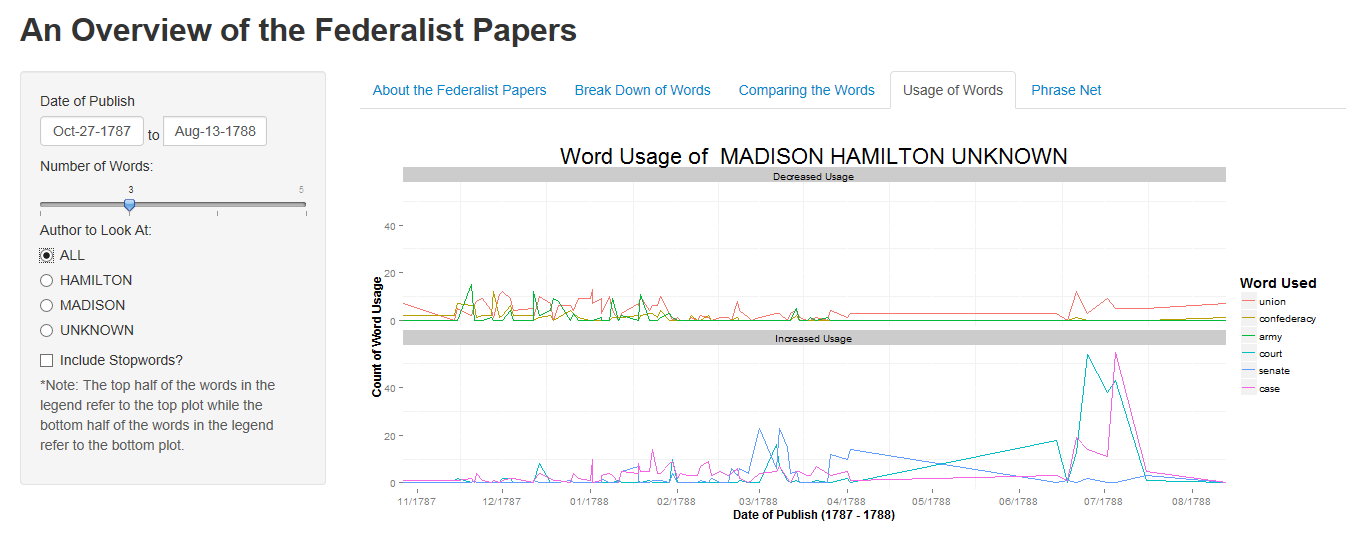 An Overview of the Federalist Papers
Date of Publish
Oct-27-1787 to Aug-13-1788
Number of Words:
3 5
Author to Look At:
ALL
HAMILTON
MADISON
UNKNOWN
Include Stopwords?
*Note: The top half of the words in the
legend refer to the top plot while the
bottom half of the words in the legend
refer to the bottom plot.
About the Federalist Papers Break Down of Words Comparing the Words Usage of Words Phrase Net
Word Usage of MADISON HAMILTON UNKNOWN
Decreased Usage
40
20
0
Increased Usage
40
20
0
Count of Word Usage
11/1787 12/1787 01/1788 02/1788 03/1788 04/1788 05/1788 06/1788 07/1788 08/1788
Date of Publish (1787 - 1788)
Word Used
union
confederacy
army
court
senate
case